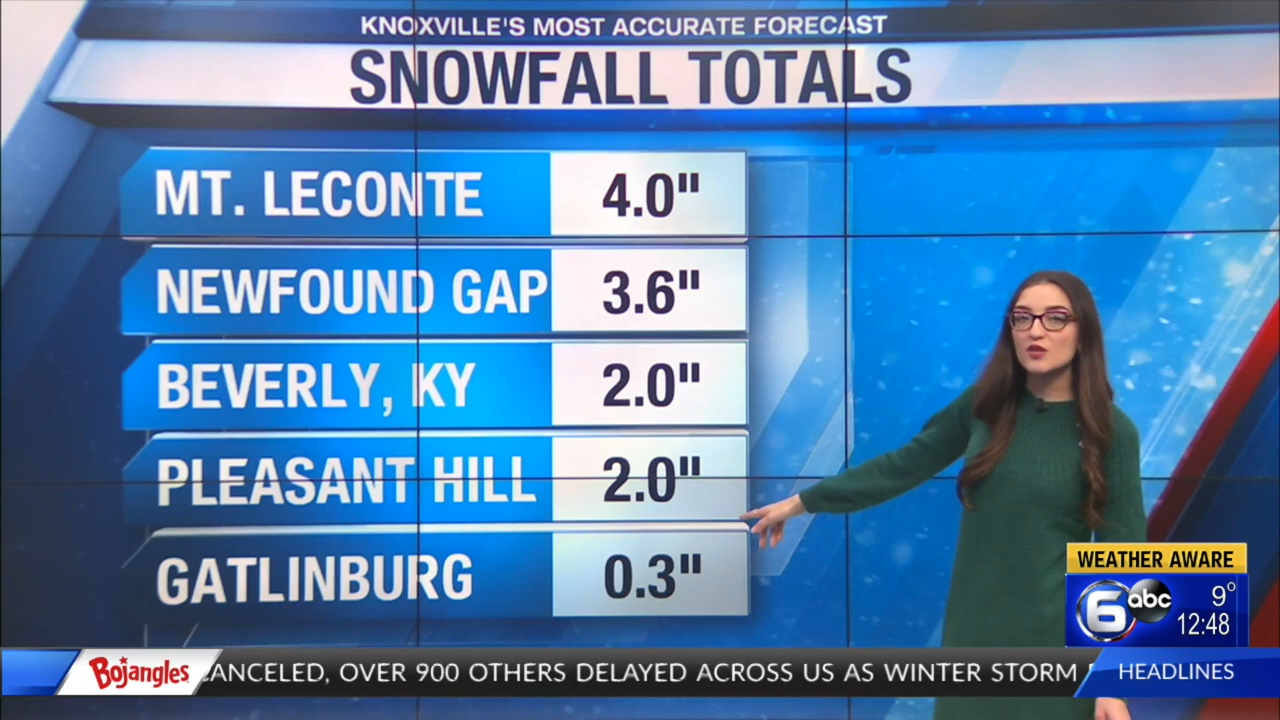 KNOXVILLE'S MOST ACCURATE FORECAST
SNOWFALL TOTALS
MT. LECONTE 4.0"
NEWFOUND GAP 3.6"
BEVERLY, KY 2.0"
PLEASANT HILL 2.0"
GATLINBURG 0.3"
WEATHER AWARE
6 abc 9°
12:48
Bojangles ANCELED, OVER 900 OTHERS DELAYED ACROSS US AS WINTER STORM HEADLINES